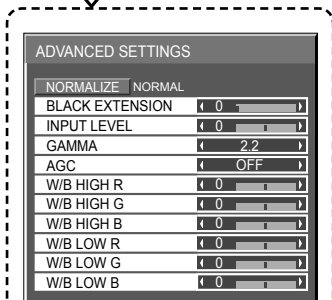 ADVANCED SETTINGS
NORMALIZE NORMAL
BLACK EXTENSION 0
INPUT LEVEL 0
GAMMA 2.2
AGC OFF
W/B HIGH R 0
W/B HIGH G 0
W/B HIGH B 0
W/B LOW R 0
W/B LOW G 0
W/B LOW B 0